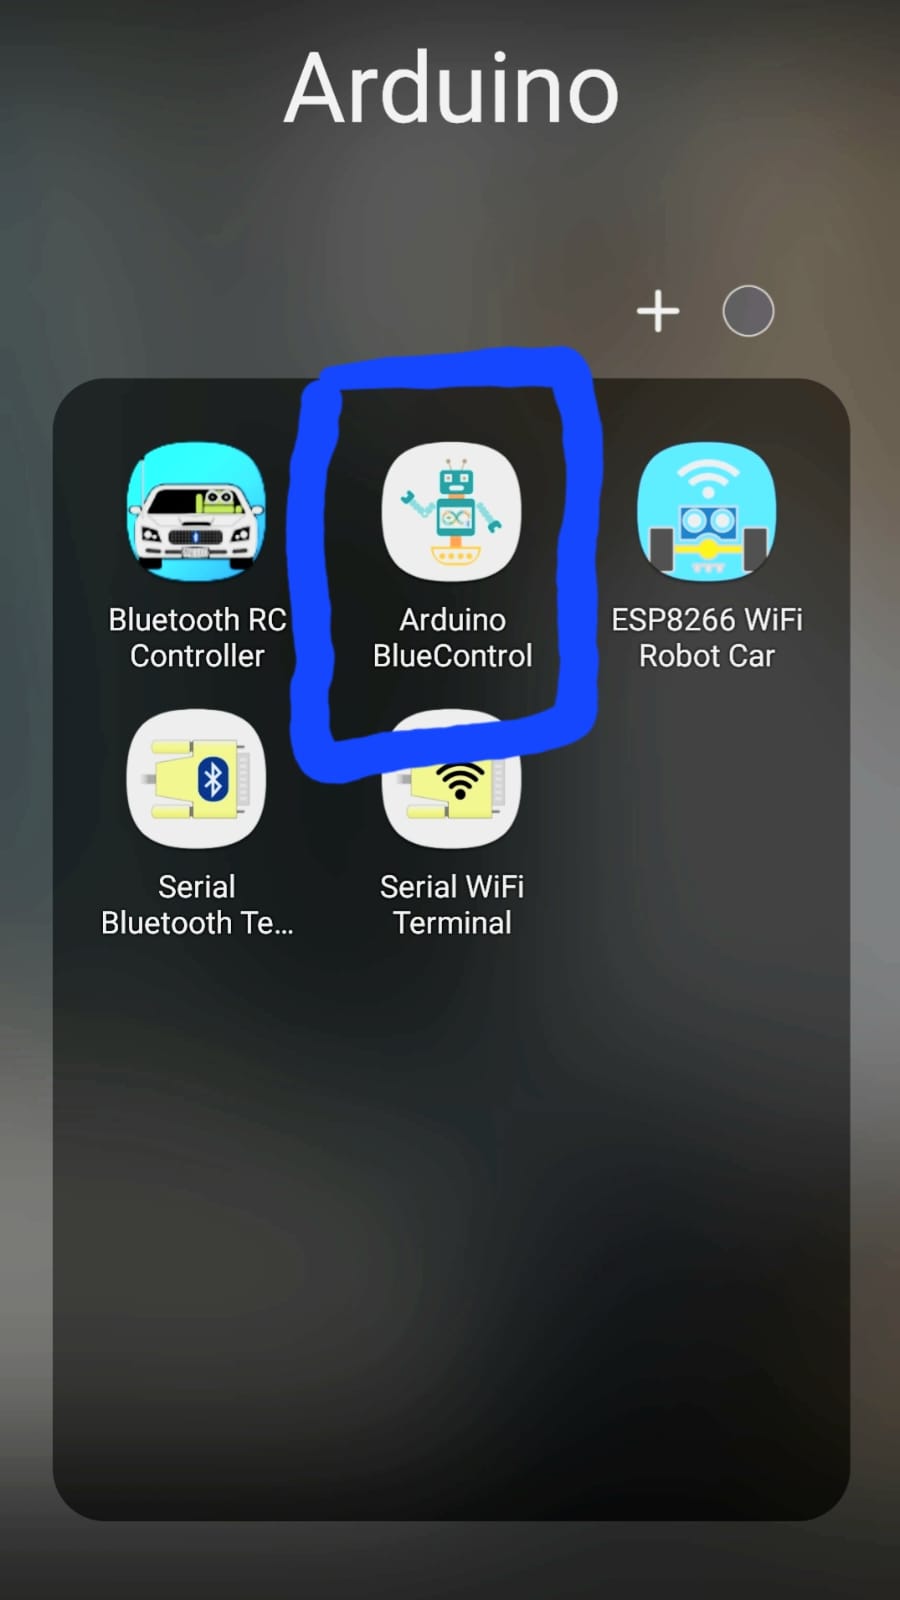 Arduino
Bluetooth RC
Controller
Arduino
BlueControl
ESP8266 WiFi
Robot Car
Serial
Bluetooth Te...
Serial WiFi
Terminal